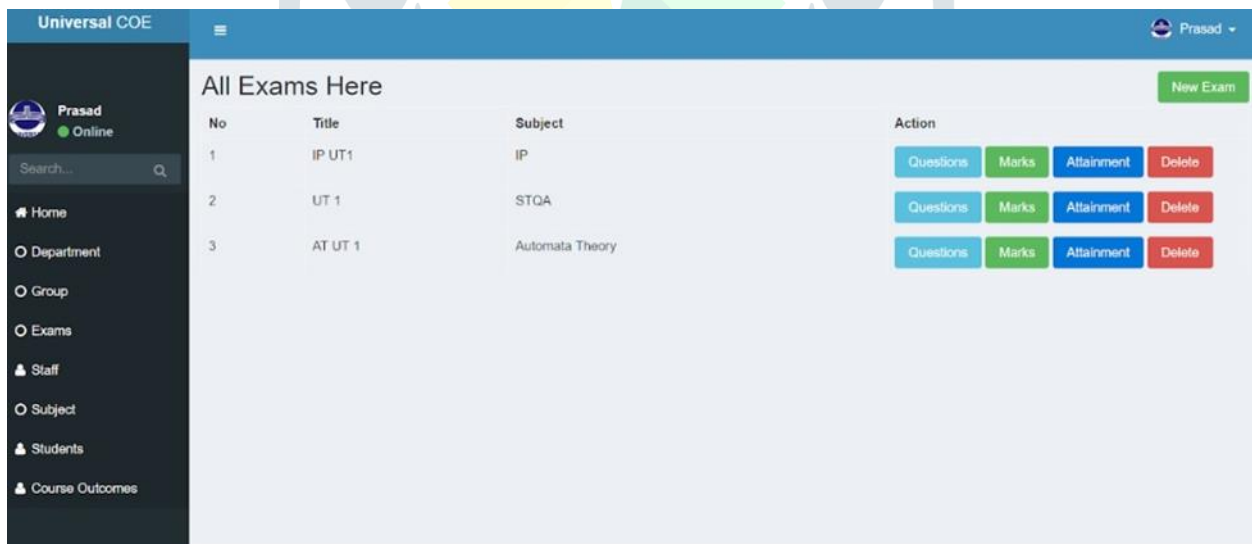 Universal COE
Prasad
Prasad
Online
Search...
Home
Department
Group
Exams
Staff
Subject
Students
Course Outcomes
All Exams Here
New Exam
No Title Subject Action
1 IP UT1 IP Questions Marks Attainment Delete
2 UT 1 STQA Questions Marks Attainment Delete
3 AT UT 1 Automata Theory Questions Marks Attainment Delete